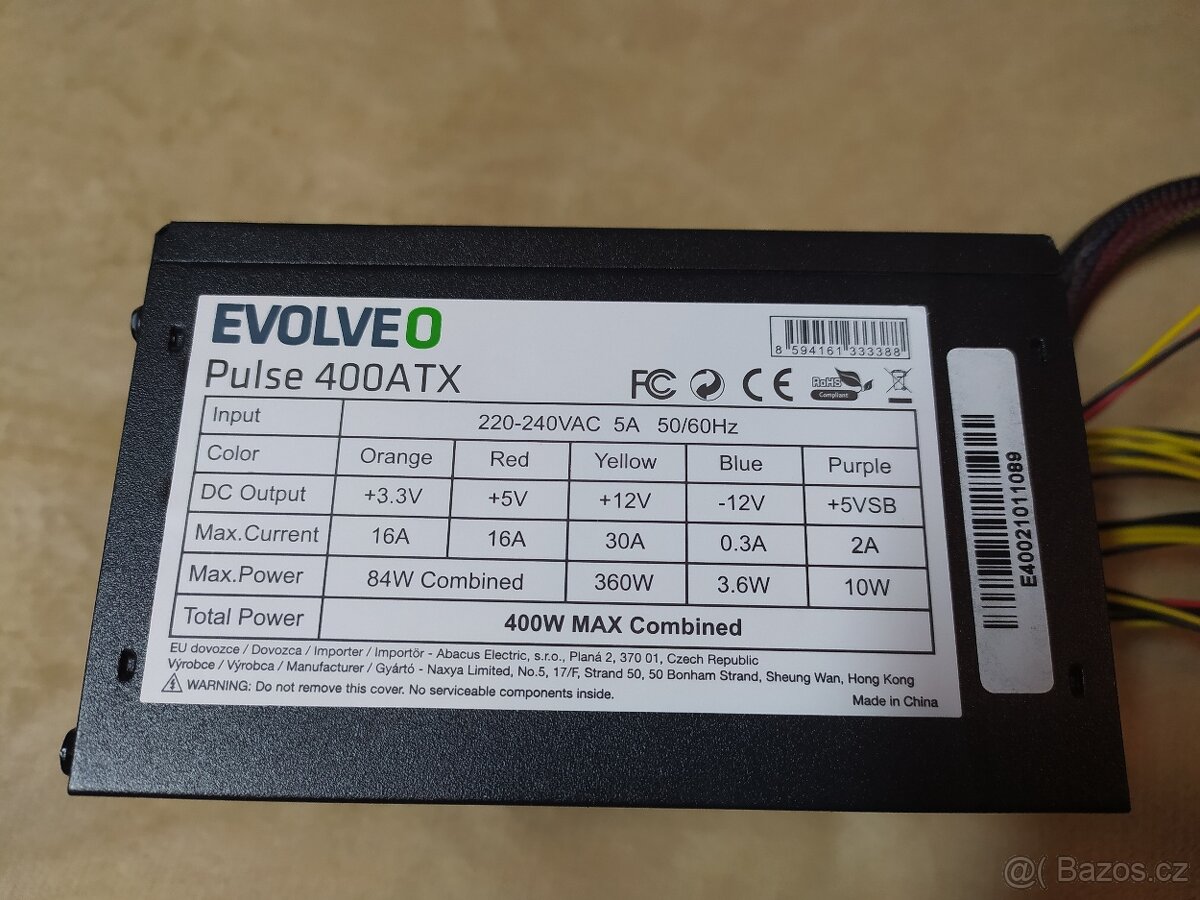 EVOLVEO
8 594161 333388
Pulse 400ATX
FC CE RoHS Compliant
Input 220-240VAC 5A 50/60Hz
Color Orange Red Yellow Blue Purple
DC Output +3.3V +5V +12V -12V +5VSB
Max.Current 16A 16A 30A 0.3A 2A
Max.Power 84W Combined 360W 3.6W 10W
Total Power 400W MAX Combined
EU dovozce / Dovozca / Importer / Importör - Abacus Electric, s.r.o., Planá 2, 370 01, Czech Republic
Výrobce / Výrobca / Manufacturer / Gyártó - Naxya Limited, No.5, 17/F, Strand 50, 50 Bonham Strand, Sheung Wan, Hong Kong
WARNING: Do not remove this cover. No serviceable components inside.
Made in China
E40021011089
@( Bazos.cz